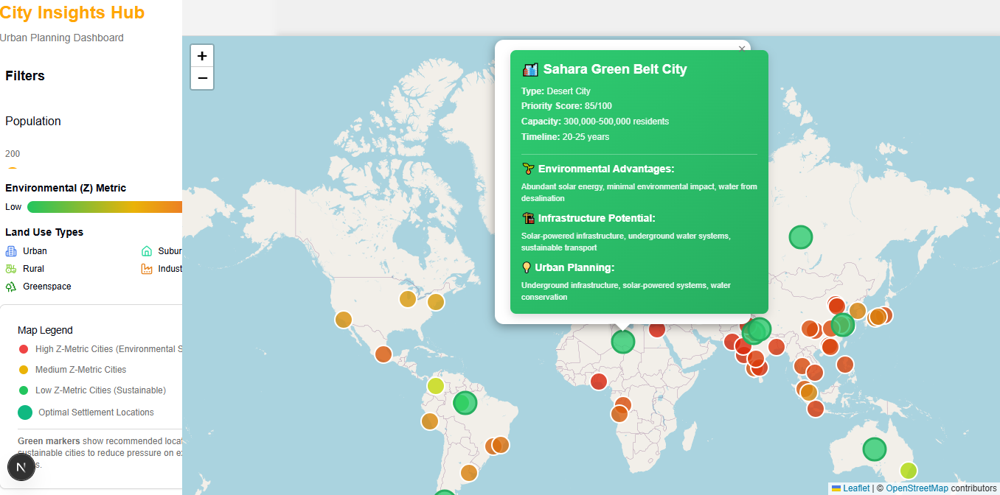 City Insights Hub
Urban Planning Dashboard
Filters
Population
200
Environmental (Z) Metric
Low
Land Use Types
Urban
Subur
Rural
Indust
Greenspace
Map Legend
High Z-Metric Cities (Environmental S
Medium Z-Metric Cities
Low Z-Metric Cities (Sustainable)
Optimal Settlement Locations
Green markers show recommended locat
sustainable cities to reduce pressure on e
s.
N
+
−
×
Sahara Green Belt City
Type: Desert City
Priority Score: 85/100
Capacity: 300,000-500,000 residents
Timeline: 20-25 years
Environmental Advantages:
Abundant solar energy, minimal environmental impact, water from
desalination
Infrastructure Potential:
Solar-powered infrastructure, underground water systems,
sustainable transport
Urban Planning:
Underground infrastructure, solar-powered systems, water
conservation
Leaflet | © OpenStreetMap contributors